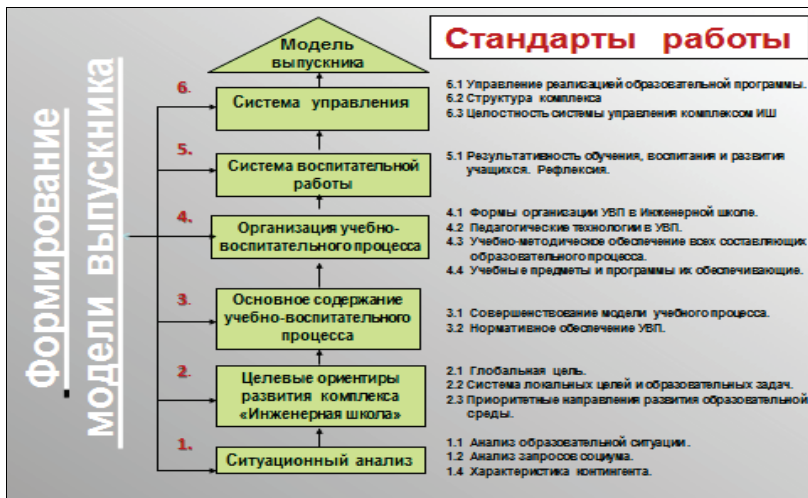 Формирование
модели выпускника
Стандарты работы
Модель
выпускника
6.
Система управления
6.1 Управление реализацией образовательной программы.
6.2 Структура комплекса
6.3 Целостность системы управления комплексом ИШ
5.
Система воспитательной
работы
5.1 Результативность обучения, воспитания и развития
учащихся. Рефлексия.
4.
Организация учебно-
воспитательного процесса
4.1 Формы организации УВП в Инженерной школе.
4.2 Педагогические технологии в УВП.
4.3 Учебно-методическое обеспечение всех составляющих
образовательного процесса.
4.4 Учебные предметы и программы их обеспечивающие.
3.
Основное содержание
учебно-воспитательного
процесса
3.1 Совершенствование модели учебного процесса.
3.2 Нормативное обеспечение УВП.
2.
Целевые ориентиры
развития комплекса
«Инженерная школа»
2.1 Глобальная цель.
2.2 Система локальных целей и образовательных задач.
2.3 Приоритетные направления развития образовательной
среды.
1.
Ситуационный анализ
1.1 Анализ образовательной ситуации.
1.2 Анализ запросов социума.
1.4 Характеристика контингента.